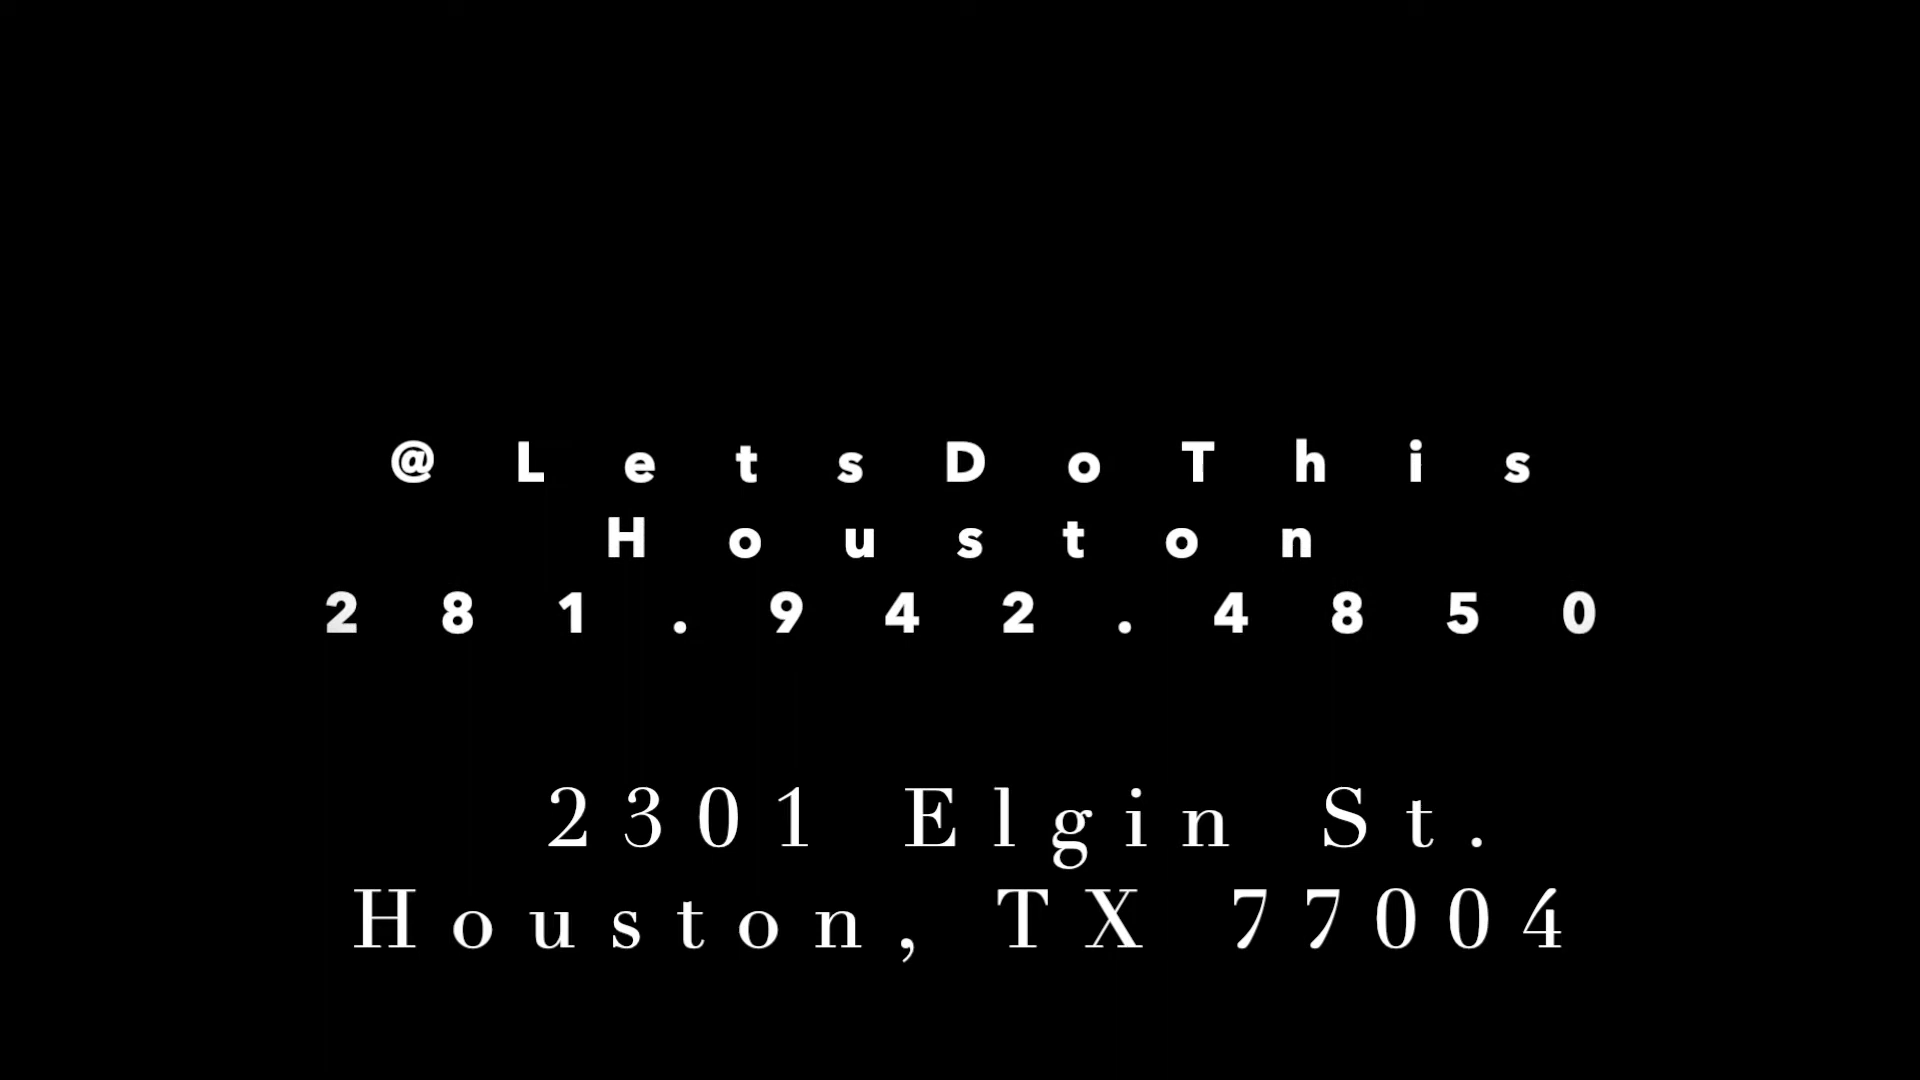 @LetsDoThis
Houston
281.942.4850
2301 Elgin St.
Houston, TX 77004